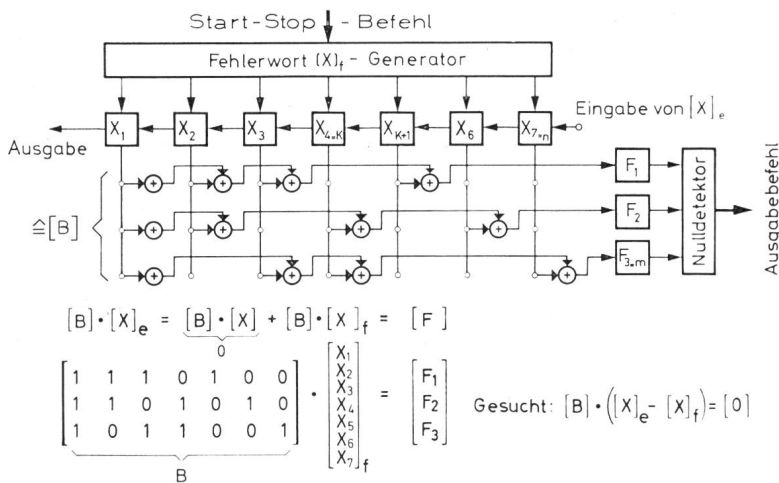 Start-Stop - Befehl
Fehlerwort [X]f - Generator
X1 X2 X3 X4=K XK+1 X6 X7=n
Eingabe von [X]e
Ausgabe
≙[B]
F1
F2
F3=m
Nulldetektor
Ausgabebefehl
[B]·[X]e = [B]·[X] + [B]·[X]f = [F]
0
1 1 1 0 1 0 0
1 1 0 1 0 1 0
1 0 1 1 0 0 1
B
·
X1
X2
X3
X4
X5
X6
X7
f
=
F1
F2
F3
Gesucht: [B]·([X]e - [X]f) = [0]